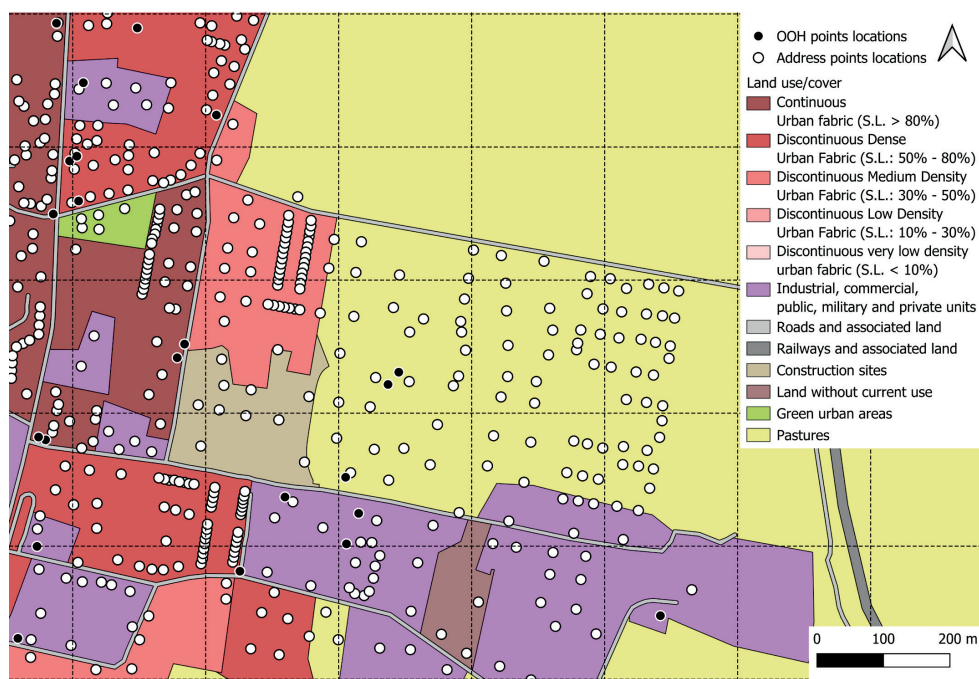 OOH points locations
Address points locations
Land use/cover
Continuous
Urban fabric (S.L. > 80%)
Discontinuous Dense
Urban Fabric (S.L.: 50% - 80%)
Discontinuous Medium Density
Urban Fabric (S.L.: 30% - 50%)
Discontinuous Low Density
Urban Fabric (S.L.: 10% - 30%)
Discontinuous very low density
urban fabric (S.L. < 10%)
Industrial, commercial,
public, military and private units
Roads and associated land
Railways and associated land
Construction sites
Land without current use
Green urban areas
Pastures
0 100 200 m